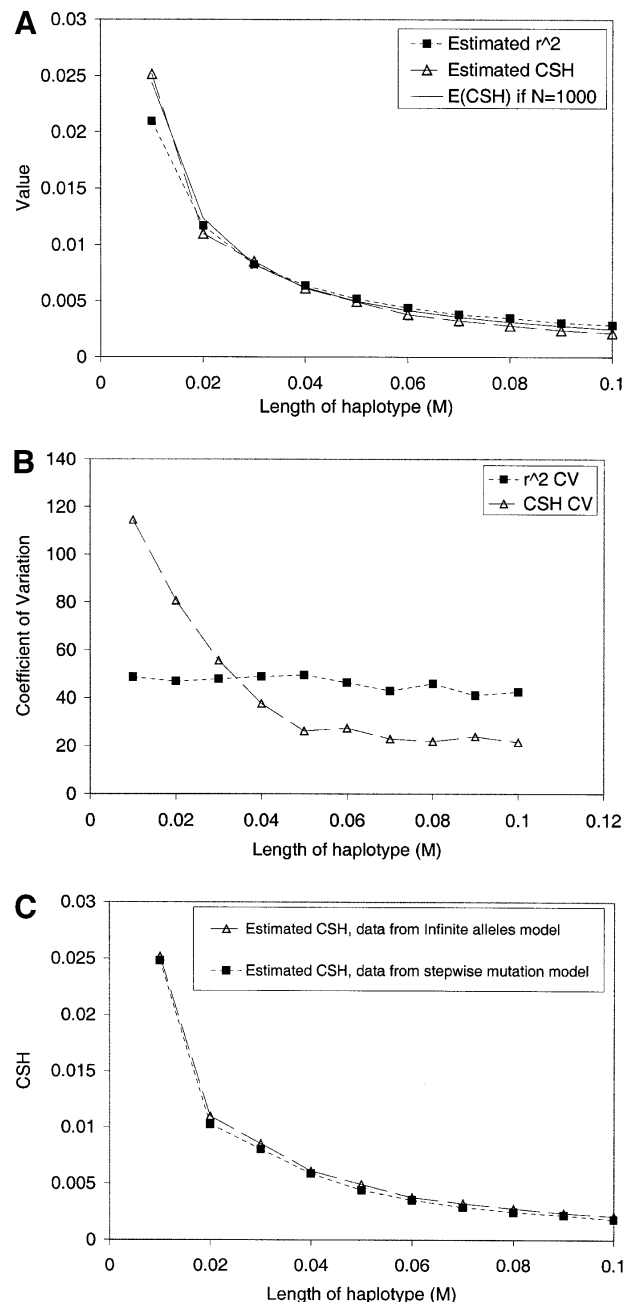 A
0.03
0.025
0.02
0.015
0.01
0.005
0
Value
Estimated r^2
Estimated CSH
E(CSH) if N=1000
0 0.02 0.04 0.06 0.08 0.1
Length of haplotype (M)
B
140
120
100
80
60
40
20
0
Coefficient of Variation
r^2 CV
CSH CV
0 0.02 0.04 0.06 0.08 0.1 0.12
Length of haplotype (M)
C
0.03
0.025
0.02
0.015
0.01
0.005
0
CSH
Estimated CSH, data from Infinite alleles model
Estimated CSH, data from stepwise mutation model
0 0.02 0.04 0.06 0.08 0.1
Length of haplotype (M)